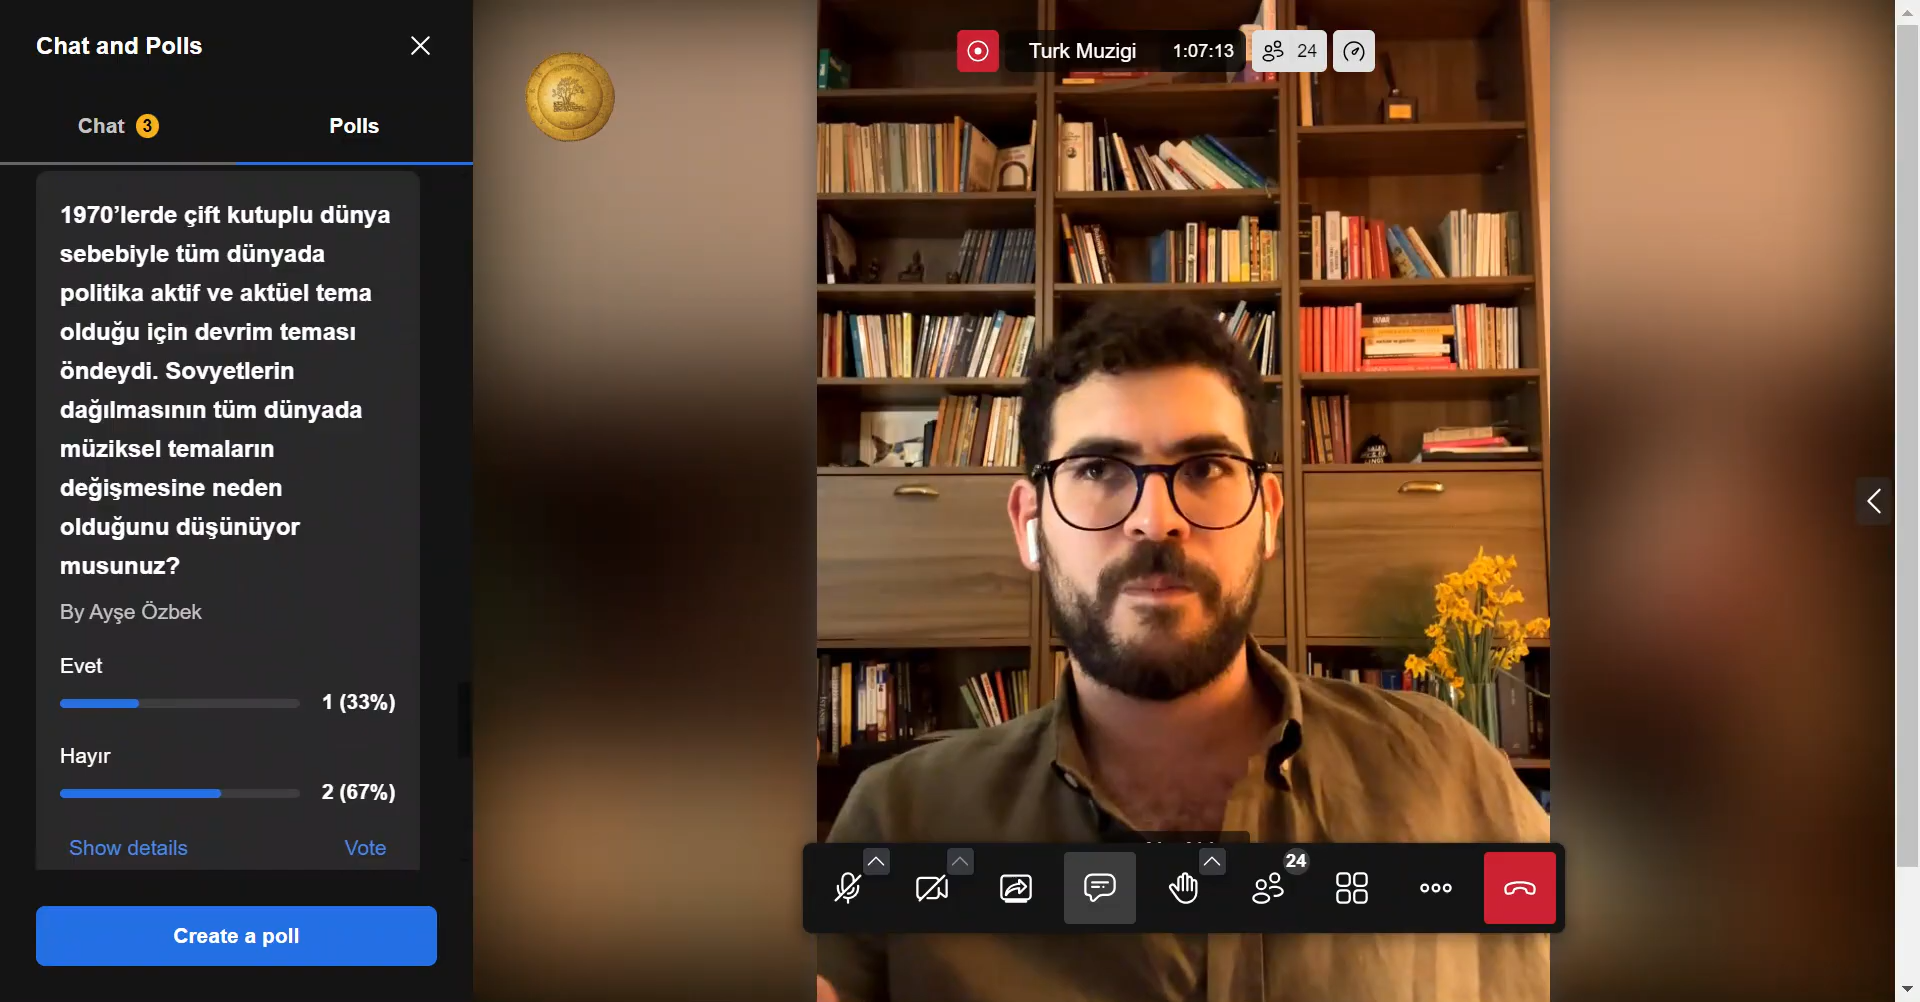 Chat and Polls
Turk Muzigi 1:07:13 24
Chat 3 Polls
1970’lerde çift kutuplu dünya
sebebiyle tüm dünyada
politika aktif ve aktüel tema
olduğu için devrim teması
öndeydi. Sovyetlerin
dağılmasının tüm dünyada
müziksel temaların
değişmesine neden
olduğunu düşünüyor
musunuz?
By Ayşe Özbek
Evet
1 (33%)
Hayır
2 (67%)
Show details Vote
Create a poll
24